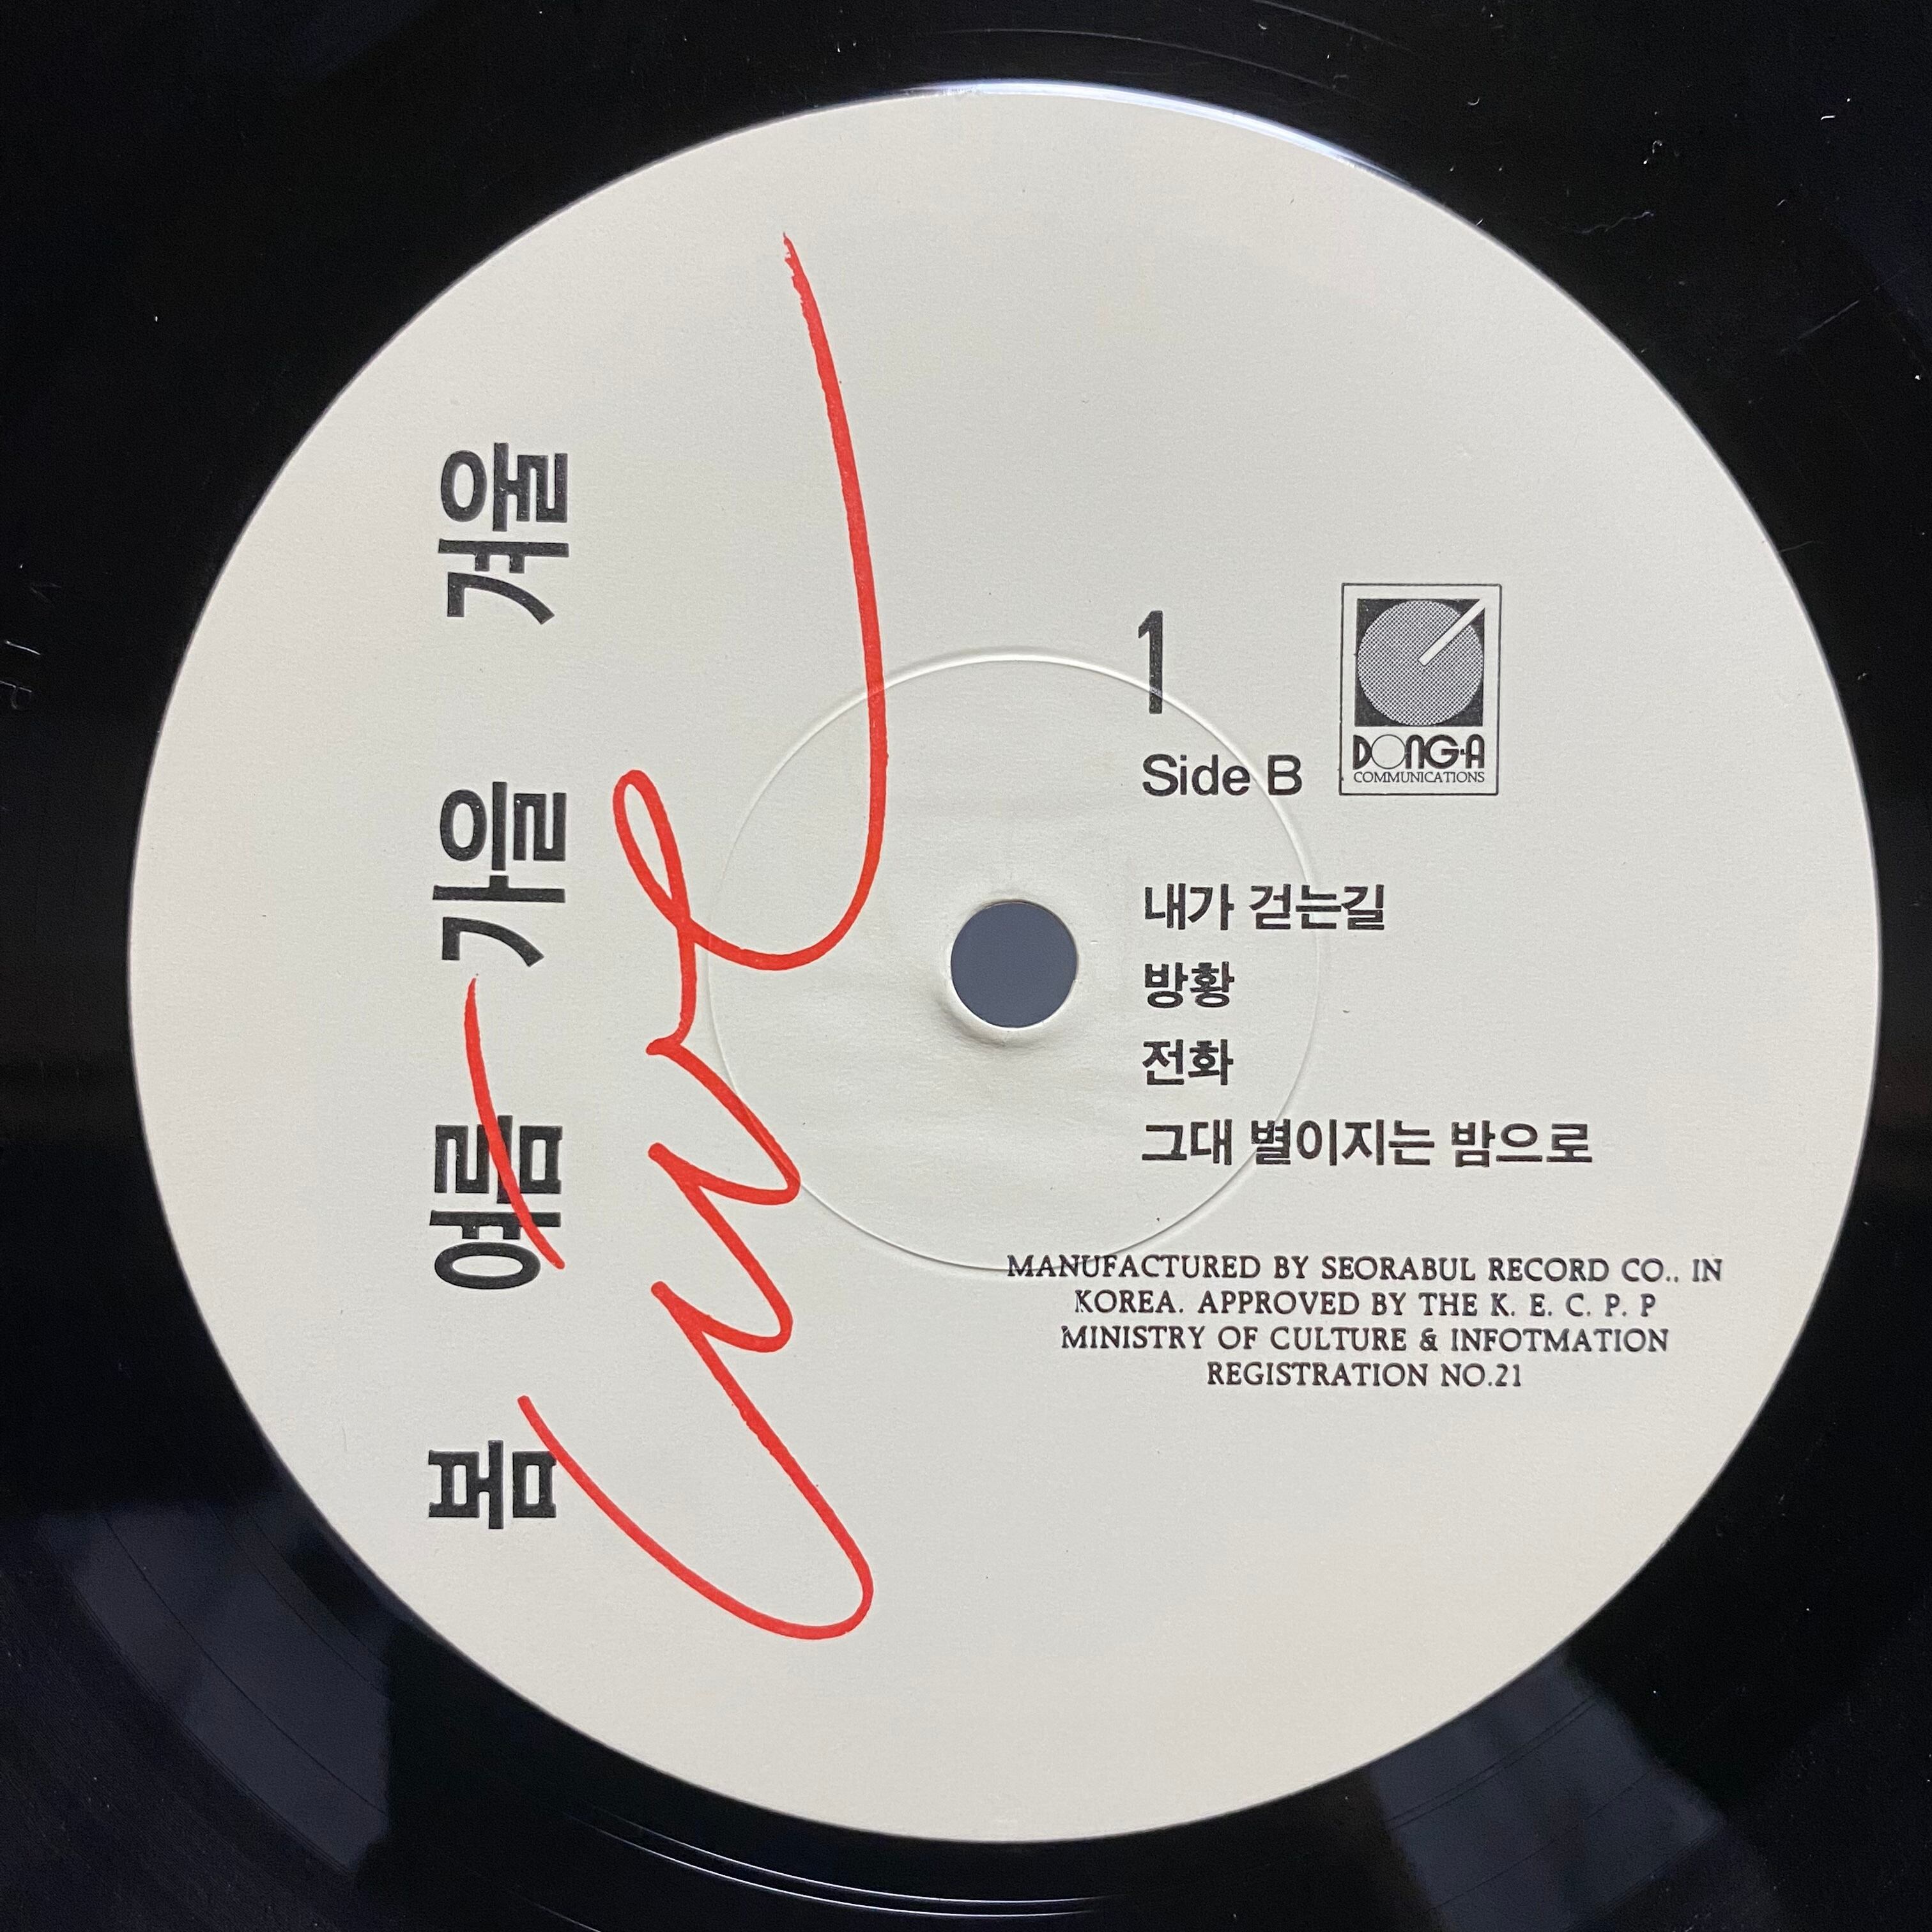 봄 여름 가을 겨울
1
Side B
DONG-A
COMMUNICATIONS
내가 걷는길
방황
전화
그대 별이지는 밤으로
MANUFACTURED BY SEORABUL RECORD CO., IN
KOREA. APPROVED BY THE K. E. C. P. P
MINISTRY OF CULTURE & INFOTMATION
REGISTRATION NO.21